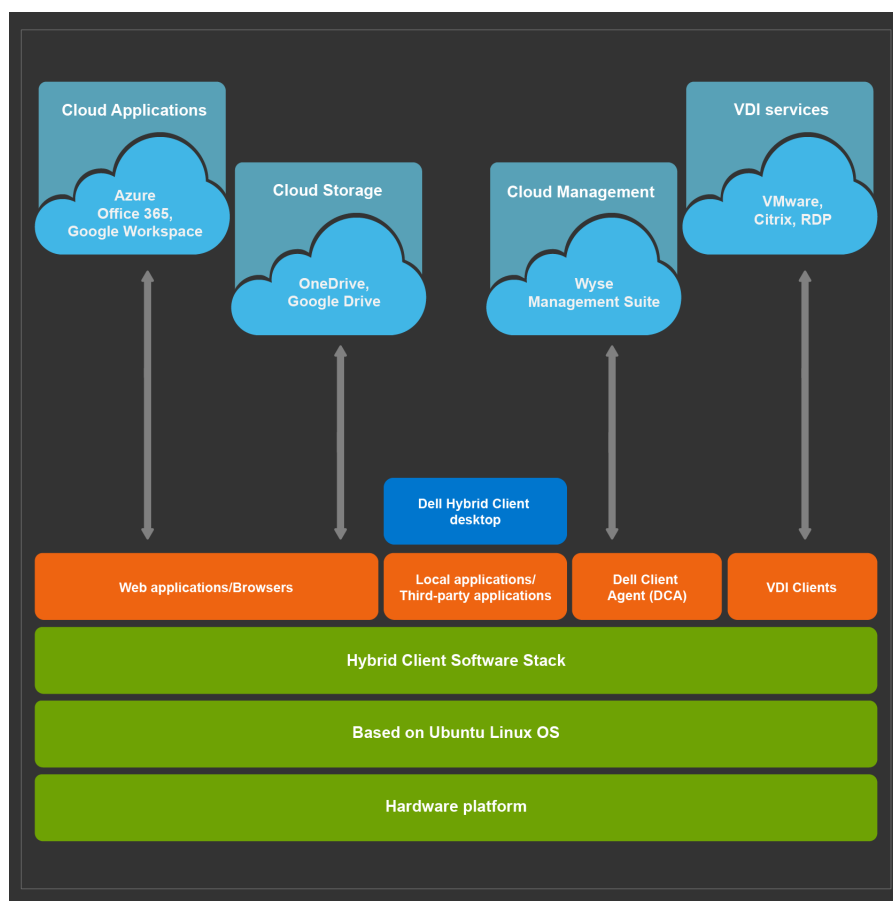 Cloud Applications
Azure
Office 365,
Google Workspace
Cloud Storage
OneDrive,
Google Drive
Cloud Management
Wyse
Management Suite
VDI services
VMware,
Citrix, RDP
Dell Hybrid Client
desktop
Web applications/Browsers
Local applications/
Third-party applications
Dell Client
Agent (DCA)
VDI Clients
Hybrid Client Software Stack
Based on Ubuntu Linux OS
Hardware platform